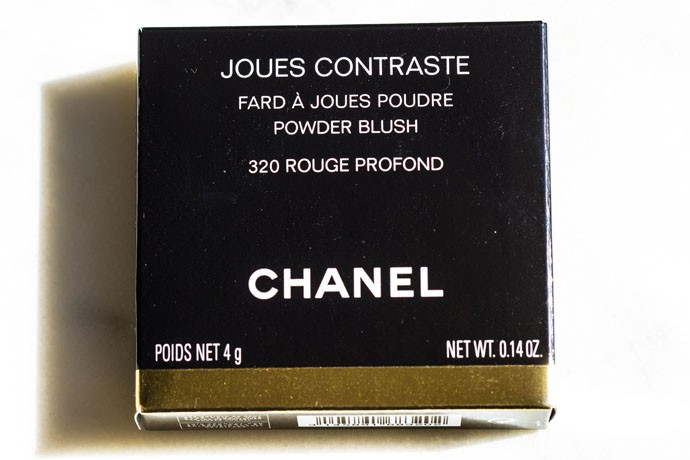 JOUES CONTRASTE
FARD À JOUES POUDRE
POWDER BLUSH
320 ROUGE PROFOND
CHANEL
POIDS NET 4 g
NET WT. 0.14 OZ.